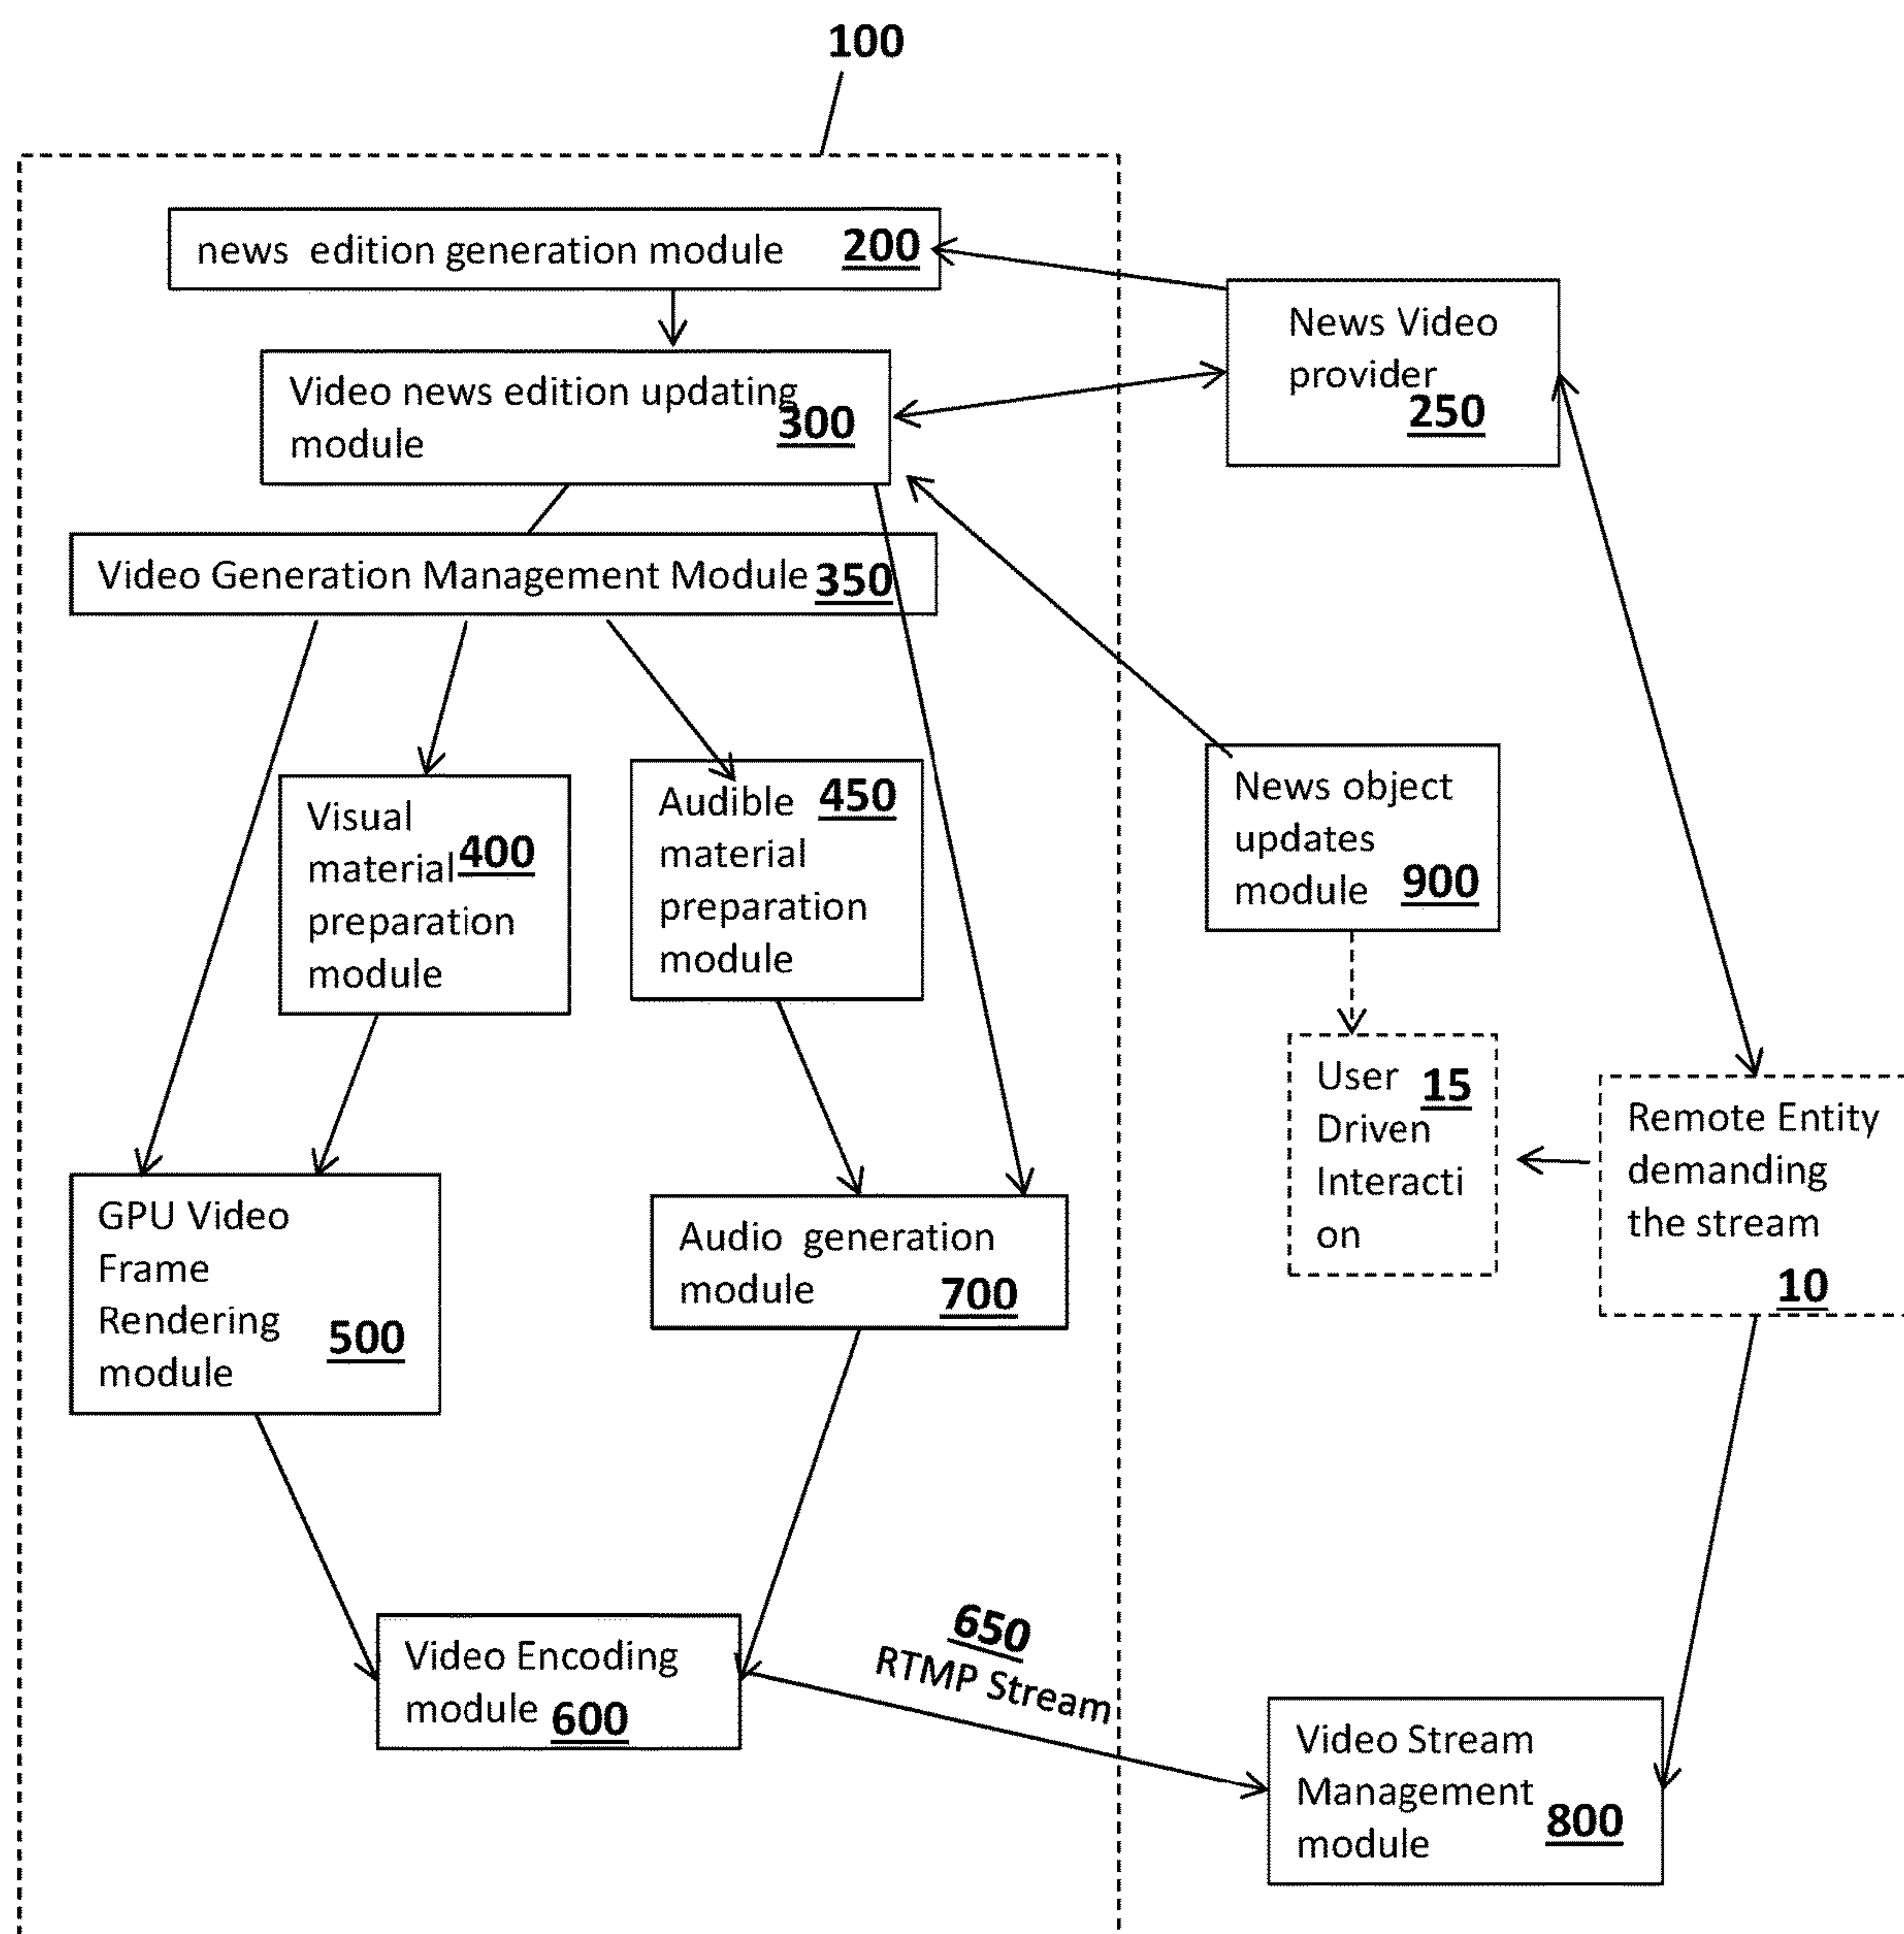 100
news edition generation module 200
Video news edition updating
module 300
News Video
provider
250
Video Generation Management Module 350
Visual
material 400
preparation
module
Audible 450
material
preparation
module
News object
updates
module 900
User 15
Driven
Interacti
on
Remote Entity
demanding
the stream
10
GPU Video
Frame
Rendering
module 500
Audio generation
module 700
Video Encoding
module 600
650
RTMP Stream
Video Stream
Management
module 800